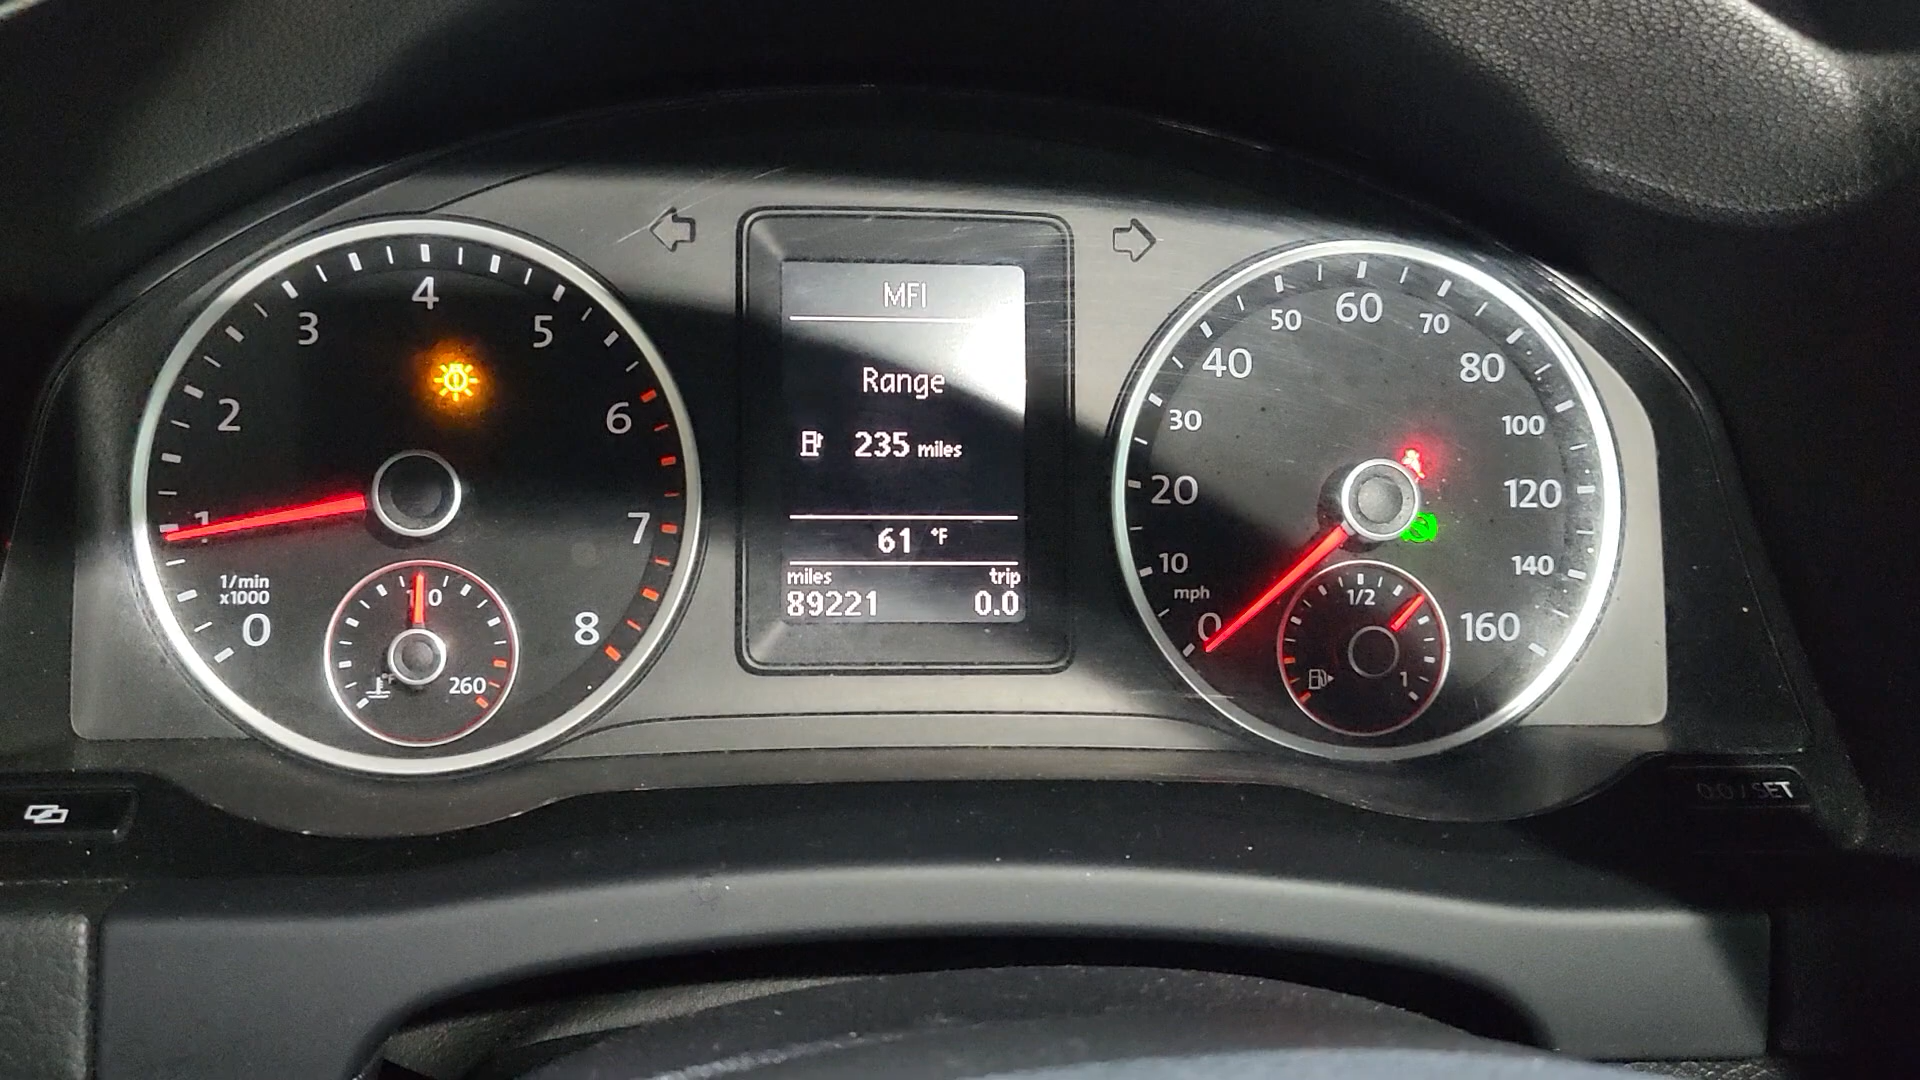 MFI
Range
235 miles
61 °F
miles trip
89221 0.0
0 1 2 3 4 5 6 7 8
1/min
x1000
260
°F
0 10 20 30 40 50 60 70 80 100 120 140 160
mph
1/2
1
0.0 / SET